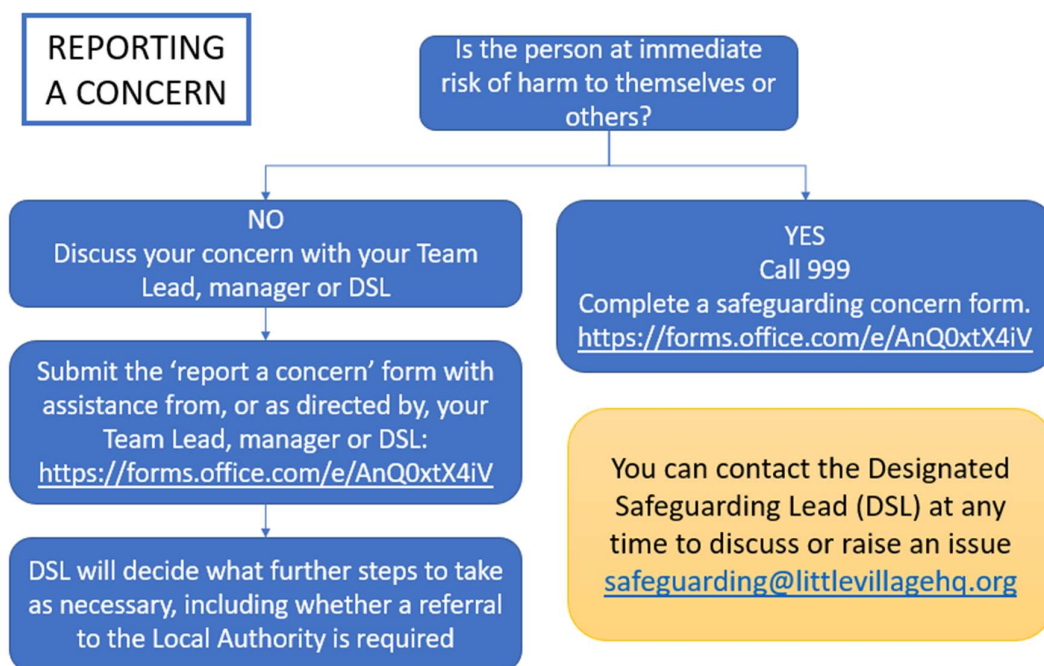 REPORTING
A CONCERN
Is the person at immediate
risk of harm to themselves or
others?
NO
Discuss your concern with your Team
Lead, manager or DSL
YES
Call 999
Complete a safeguarding concern form.
https://forms.office.com/e/AnQ0xtX4iV
Submit the ‘report a concern’ form with
assistance from, or as directed by, your
Team Lead, manager or DSL:
https://forms.office.com/e/AnQ0xtX4iV
DSL will decide what further steps to take
as necessary, including whether a referral
to the Local Authority is required
You can contact the Designated
Safeguarding Lead (DSL) at any
time to discuss or raise an issue
safeguarding@littlevillagehq.org